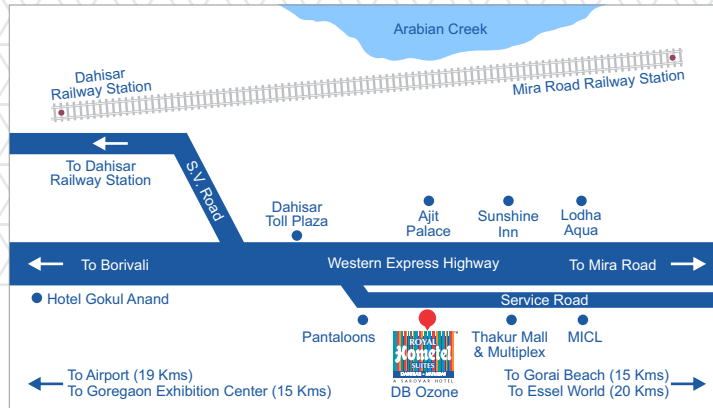 Arabian Creek
Dahisar
Railway Station
Mira Road Railway Station
To Dahisar
Railway Station
S.V. Road
Dahisar
Toll Plaza
Ajit
Palace
Sunshine
Inn
Lodha
Aqua
To Borivali
Western Express Highway
To Mira Road
Hotel Gokul Anand
Service Road
Pantaloons
ROYAL
Hometel
SUITES
DAHISAR - MUMBAI
A SAROVAR HOTEL
DB Ozone
Thakur Mall
& Multiplex
MICL
To Airport (19 Kms)
To Goregaon Exhibition Center (15 Kms)
To Gorai Beach (15 Kms)
To Essel World (20 Kms)